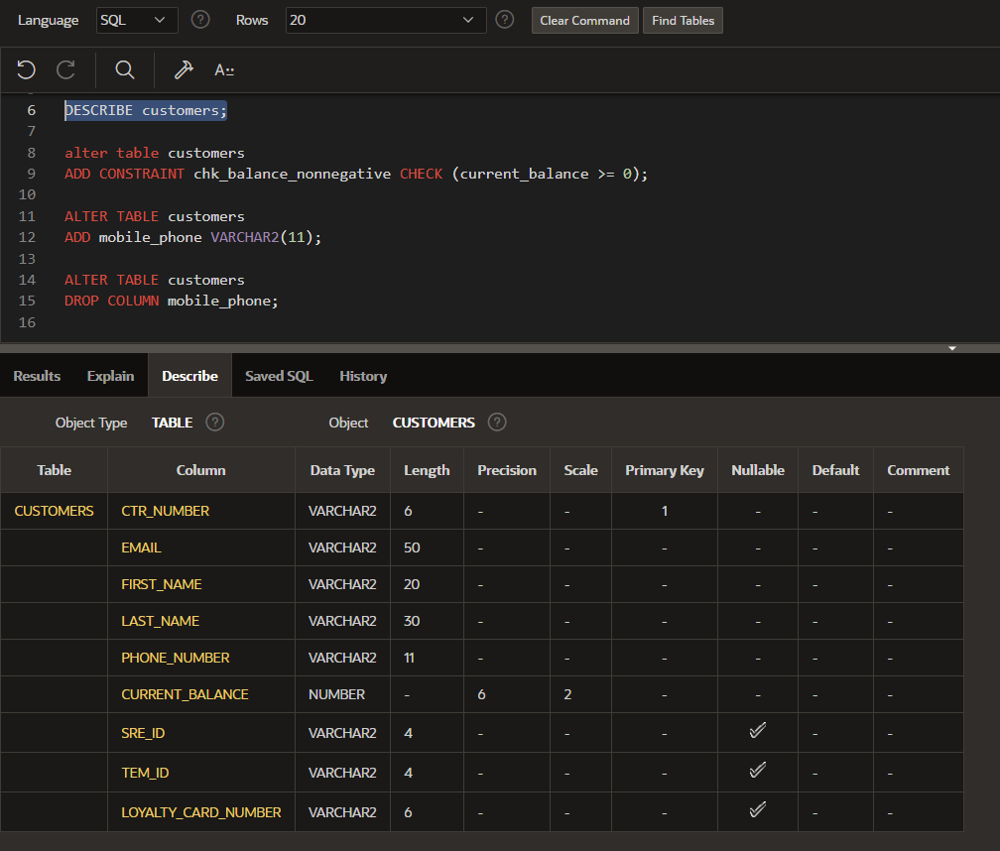 Language SQL ? Rows 20 ? Clear Command Find Tables
A::
6 DESCRIBE customers;
7
8 alter table customers
9 ADD CONSTRAINT chk_balance_nonnegative CHECK (current_balance >= 0);
10
11 ALTER TABLE customers
12 ADD mobile_phone VARCHAR2(11);
13
14 ALTER TABLE customers
15 DROP COLUMN mobile_phone;
16
Results Explain Describe Saved SQL History
Object Type TABLE ? Object CUSTOMERS ?
Table Column Data Type Length Precision Scale Primary Key Nullable Default Comment
CUSTOMERS CTR_NUMBER VARCHAR2 6 - - 1 - - -
EMAIL VARCHAR2 50 - - - - - -
FIRST_NAME VARCHAR2 20 - - - - - -
LAST_NAME VARCHAR2 30 - - - - - -
PHONE_NUMBER VARCHAR2 11 - - - - - -
CURRENT_BALANCE NUMBER - 6 2 - - - -
SRE_ID VARCHAR2 4 - - - ✓ - -
TEM_ID VARCHAR2 4 - - - ✓ - -
LOYALTY_CARD_NUMBER VARCHAR2 6 - - - ✓ - -